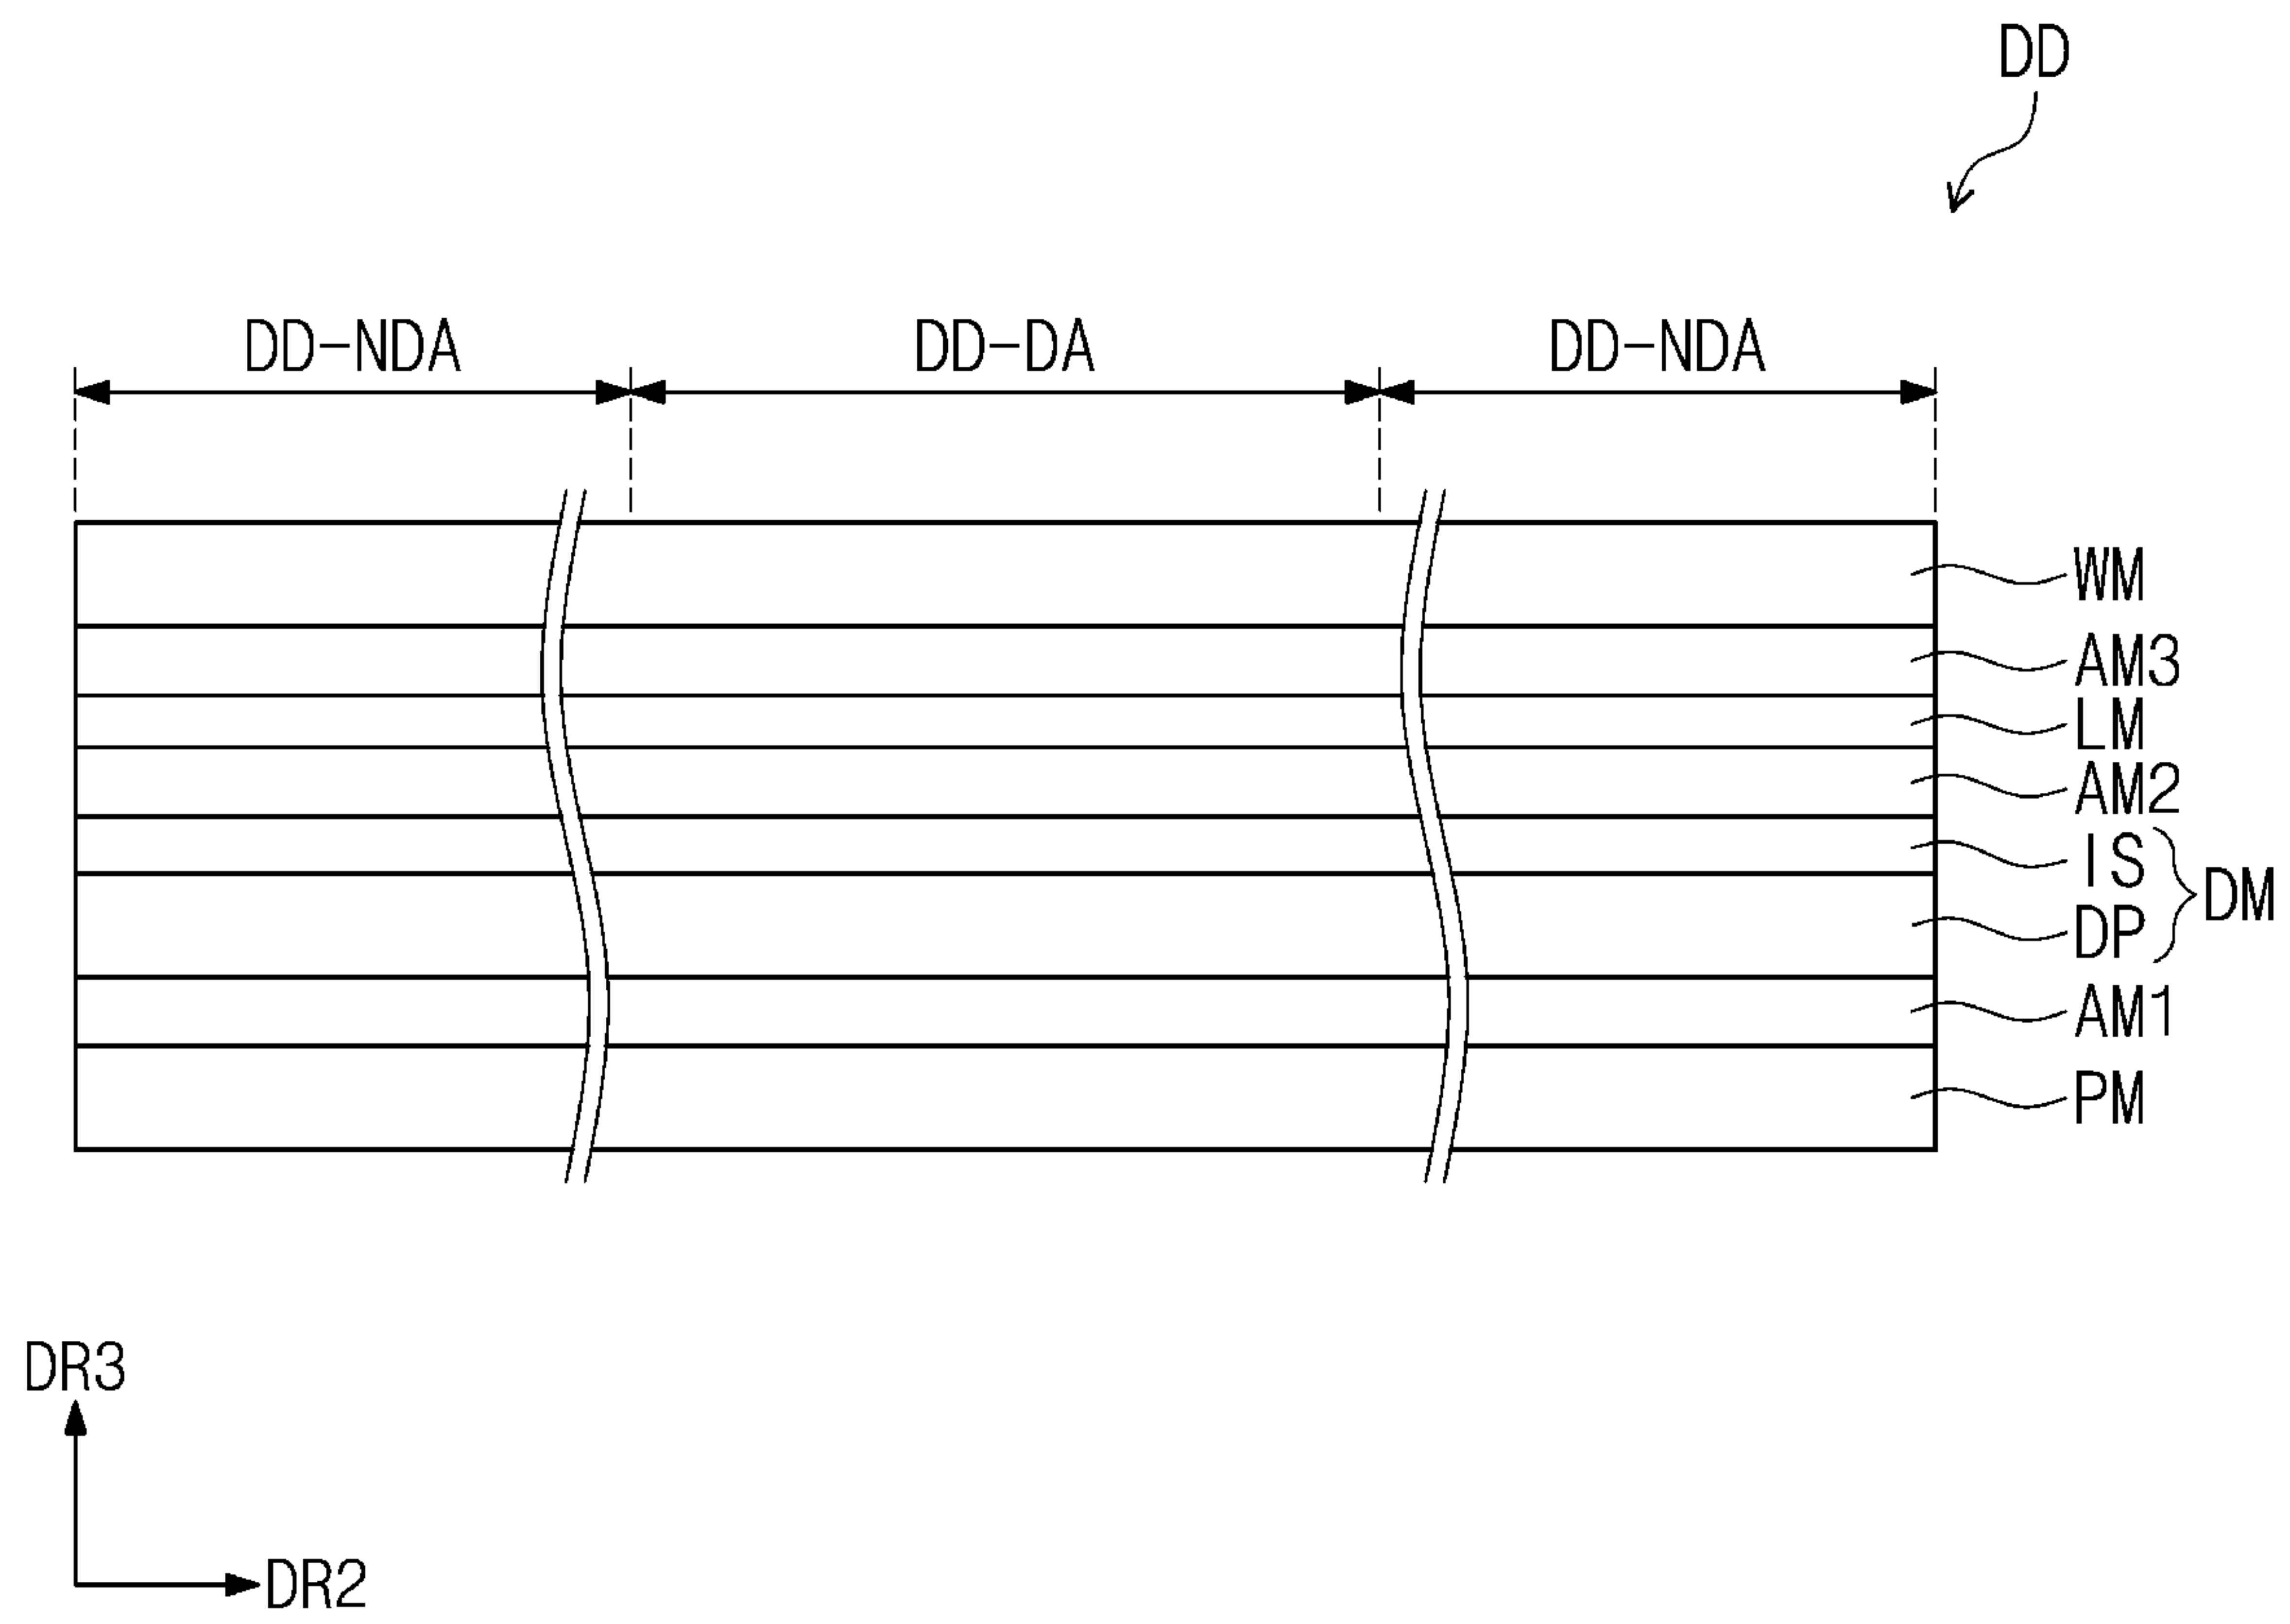 DD
DD-NDA DD-DA DD-NDA
WM
AM3
LM
AM2
IS
DP
DM
AM1
PM
DR3
DR2